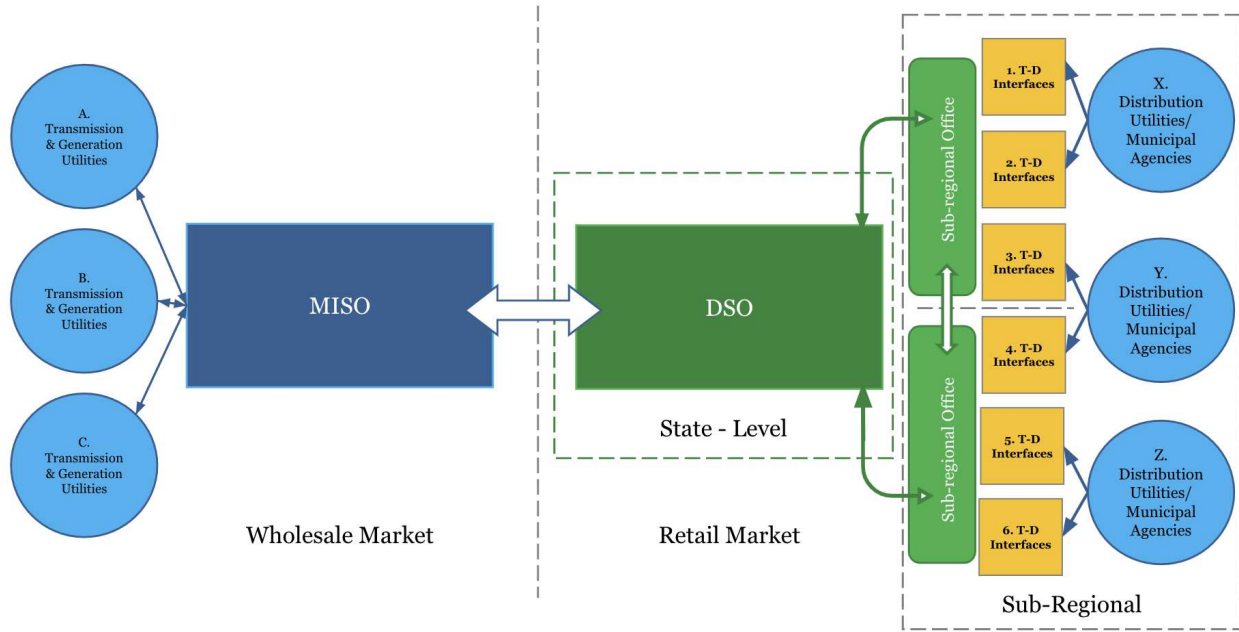 A.
Transmission
& Generation
Utilities
B.
Transmission
& Generation
Utilities
C.
Transmission
& Generation
Utilities
MISO
Wholesale Market
DSO
State - Level
Retail Market
Sub-regional Office
Sub-regional Office
1. T-D
Interfaces
2. T-D
Interfaces
3. T-D
Interfaces
4. T-D
Interfaces
5. T-D
Interfaces
6. T-D
Interfaces
X.
Distribution
Utilities/
Municipal
Agencies
Y.
Distribution
Utilities/
Municipal
Agencies
Z.
Distribution
Utilities/
Municipal
Agencies
Sub-Regional